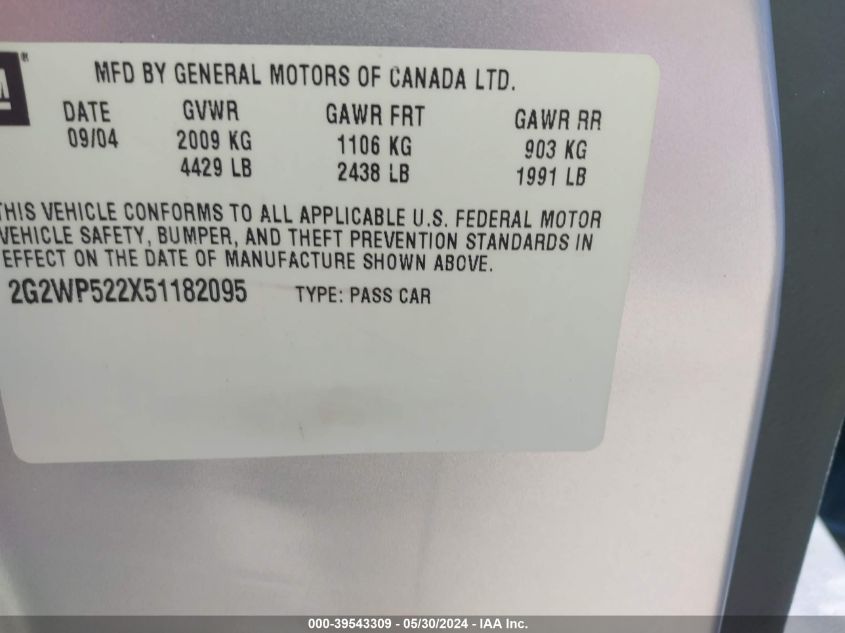 M®
MFD BY GENERAL MOTORS OF CANADA LTD.
DATE GVWR GAWR FRT GAWR RR
09/04 2009 KG 1106 KG 903 KG
4429 LB 2438 LB 1991 LB
THIS VEHICLE CONFORMS TO ALL APPLICABLE U.S. FEDERAL MOTOR
VEHICLE SAFETY, BUMPER, AND THEFT PREVENTION STANDARDS IN
EFFECT ON THE DATE OF MANUFACTURE SHOWN ABOVE.
2G2WP522X51182095 TYPE: PASS CAR
000-39543309 | 05/30/2024 - IAA Inc.